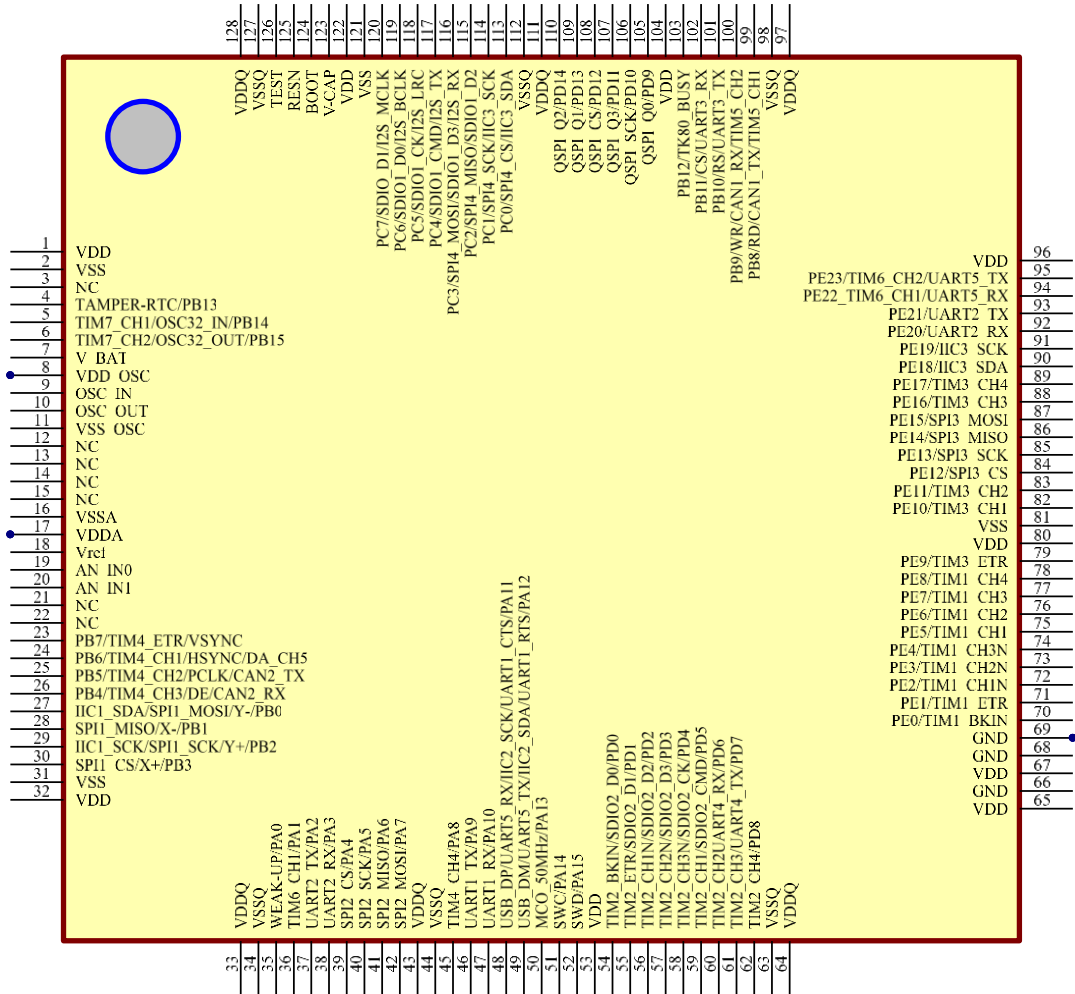 128 VDDQ
127 VSSQ
126 TEST
125 RESN
124 BOOT
123 V-CAP
122 VDD
121 VSS
120 PC7/SDIO_D1/I2S_MCLK
119 PC6/SDIO1_D0/I2S_BCLK
118 PC5/SDIO1_CK/I2S_LRC
117 PC4/SDIO1_CMD/I2S_TX
116 PC3/SPI4_MOSI/SDIO1_D3/I2S_RX
115 PC2/SPI4_MISO/SDIO1_D2
114 PC1/SPI4_SCK/IIC3_SCK
113 PC0/SPI4_CS/IIC3_SDA
112 VSSQ
111 VDDQ
110 QSPI_Q2/PD14
109 QSPI_Q1/PD13
108 QSPI_CS/PD12
107 QSPI_Q3/PD11
106 QSPI_SCK/PD10
105 QSPI_Q0/PD9
104 VDD
103 PB12/TK80_BUSY
102 PB11/CS/UART3_RX
101 PB10/RS/UART3_TX
100 PB9/WR/CAN1_RX/TIM5_CH2
99 PB8/RD/CAN1_TX/TIM5_CH1
98 VSSQ
97 VDDQ
1 VDD
2 VSS
3 NC
4 TAMPER-RTC/PB13
5 TIM7_CH1/OSC32_IN/PB14
6 TIM7_CH2/OSC32_OUT/PB15
7 V_BAT
8 VDD_OSC
9 OSC_IN
10 OSC_OUT
11 VSS_OSC
12 NC
13 NC
14 NC
15 NC
16 VSSA
17 VDDA
18 Vref
19 AN_IN0
20 AN_IN1
21 NC
22 NC
23 PB7/TIM4_ETR/VSYNC
24 PB6/TIM4_CH1/HSYNC/DA_CH5
25 PB5/TIM4_CH2/PCLK/CAN2_TX
26 PB4/TIM4_CH3/DE/CAN2_RX
27 IIC1_SDA/SPI1_MOSI/Y-/PB0
28 SPI1_MISO/X-/PB1
29 IIC1_SCK/SPI1_SCK/Y+/PB2
30 SPI1_CS/X+/PB3
31 VSS
32 VDD
VDD 96
PE23/TIM6_CH2/UART5_TX 95
PE22_TIM6_CH1/UART5_RX 94
PE21/UART2_TX 93
PE20/UART2_RX 92
PE19/IIC3_SCK 91
PE18/IIC3_SDA 90
PE17/TIM3_CH4 89
PE16/TIM3_CH3 88
PE15/SPI3_MOSI 87
PE14/SPI3_MISO 86
PE13/SPI3_SCK 85
PE12/SPI3_CS 84
PE11/TIM3_CH2 83
PE10/TIM3_CH1 82
VSS 81
VDD 80
PE9/TIM3_ETR 79
PE8/TIM1_CH4 78
PE7/TIM1_CH3 77
PE6/TIM1_CH2 76
PE5/TIM1_CH1 75
PE4/TIM1_CH3N 74
PE3/TIM1_CH2N 73
PE2/TIM1_CH1N 72
PE1/TIM1_ETR 71
PE0/TIM1_BKIN 70
GND 69
GND 68
VDD 67
GND 66
VDD 65
33 VDDQ
34 VSSQ
35 WEAK-UP/PA0
36 TIM6_CH1/PA1
37 UART2_TX/PA2
38 UART2_RX/PA3
39 SPI2_CS/PA4
40 SPI2_SCK/PA5
41 SPI2_MISO/PA6
42 SPI2_MOSI/PA7
43 VDDQ
44 VSSQ
45 TIM4_CH4/PA8
46 UART1_TX/PA9
47 UART1_RX/PA10
48 USB_DP/UART5_RX/IIC2_SCK/UART1_CTS/PA11
49 USB_DM/UART5_TX/IIC2_SDA/UART1_RTS/PA12
50 MCO_50MHz/PA13
51 SWC/PA14
52 SWD/PA15
53 VDD
54 TIM2_BKIN/SDIO2_D0/PD0
55 TIM2_ETR/SDIO2_D1/PD1
56 TIM2_CH1N/SDIO2_D2/PD2
57 TIM2_CH2N/SDIO2_D3/PD3
58 TIM2_CH3N/SDIO2_CK/PD4
59 TIM2_CH1/SDIO2_CMD/PD5
60 TIM2_CH2UART4_RX/PD6
61 TIM2_CH3/UART4_TX/PD7
62 TIM2_CH4/PD8
63 VSSQ
64 VDDQ